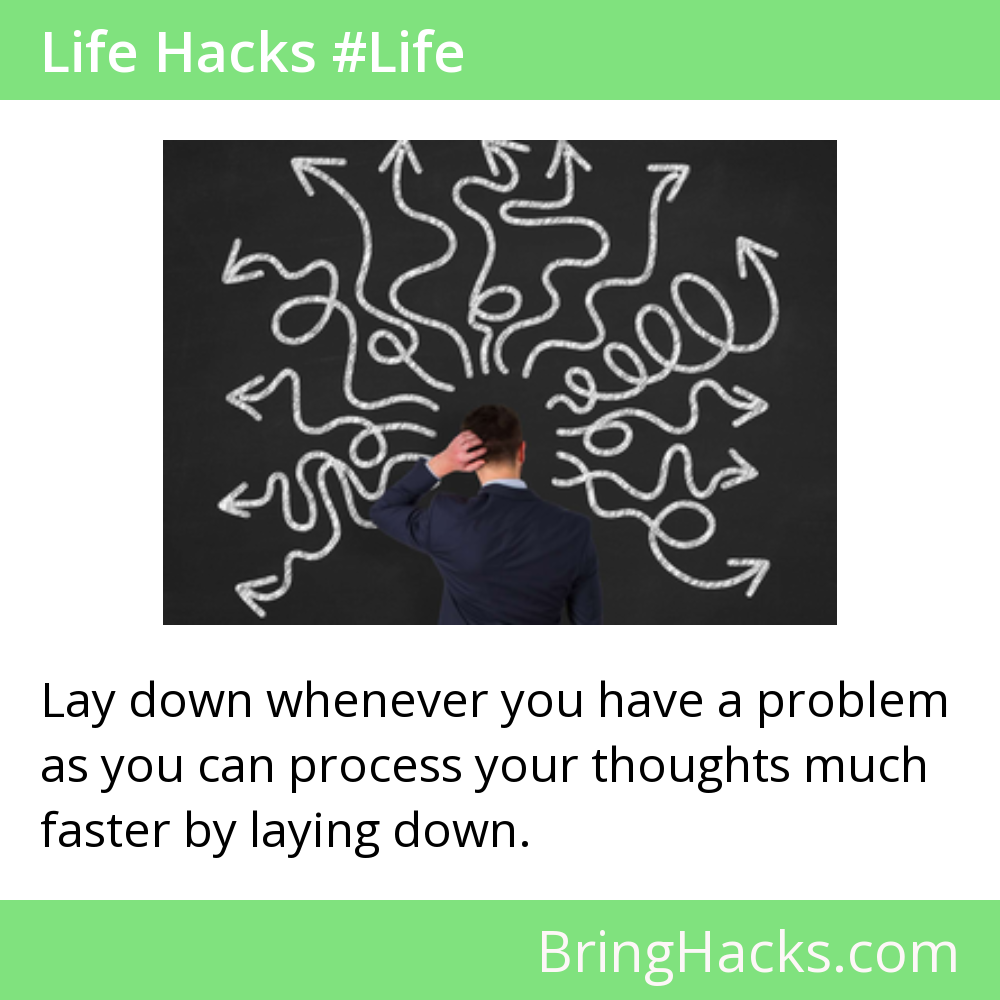 Life Hacks #Life
Lay down whenever you have a problem
as you can process your thoughts much
faster by laying down.
BringHacks.com